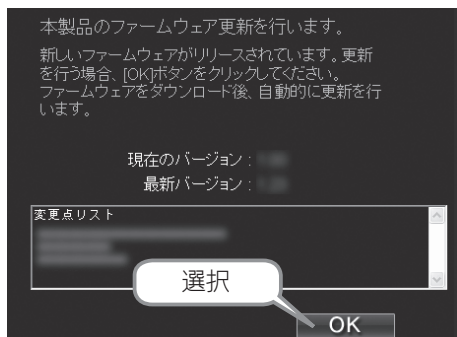 本製品のファームウェア更新を行います。
新しいファームウェアがリリースされています。更新
を行う場合、[OK]ボタンをクリックしてください。
ファームウェアをダウンロード後、自動的に更新を行
います。
現在のバージョン :
最新バージョン :
変更点リスト
選択
OK